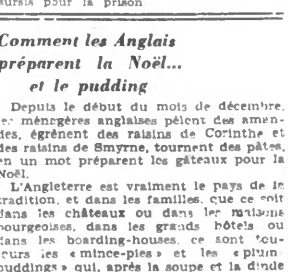 sursis pour la prison.
Comment les Anglais
préparent la Noël...
et le pudding
Depuis le début du mois de décembre,
les ménagères anglaises pèlent des aman-
des, égrènent des raisins de Corinthe et
des raisins de Smyrne, tournent des pâtes,
en un mot préparent les gâteaux pour la
Noël.
L'Angleterre est vraiment le pays de la
tradition, et dans les familles, que ce soit
dans les châteaux ou dans les maisons
bourgeoises, dans les grands hôtels ou
dans les boarding-houses, ce sont tou-
jours les « mince-pies » et les « plum
puddings » qui, après la soupe et la dinde